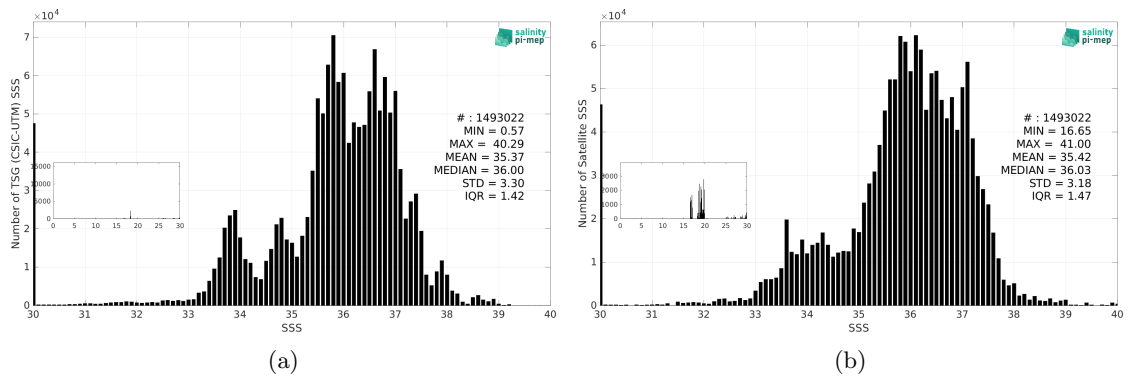 ×10⁴
7
6
5
4
3
2
1
0
Number of TSG (CSIC-UTM) SSS
salinity
pi-mep
# : 1493022
MIN = 0.57
MAX = 40.29
MEAN = 35.37
MEDIAN = 36.00
STD = 3.30
IQR = 1.42
15000
10000
5000
0
0 5 10 15 20 25 30
30 31 32 33 34 35 36 37 38 39 40
SSS
(a)
×10⁴
6
5
4
3
2
1
0
Number of Satellite SSS
salinity
pi-mep
# : 1493022
MIN = 16.65
MAX = 41.00
MEAN = 35.42
MEDIAN = 36.03
STD = 3.18
IQR = 1.47
3000
2000
1000
0
0 5 10 15 20 25 30
30 31 32 33 34 35 36 37 38 39 40
SSS
(b)